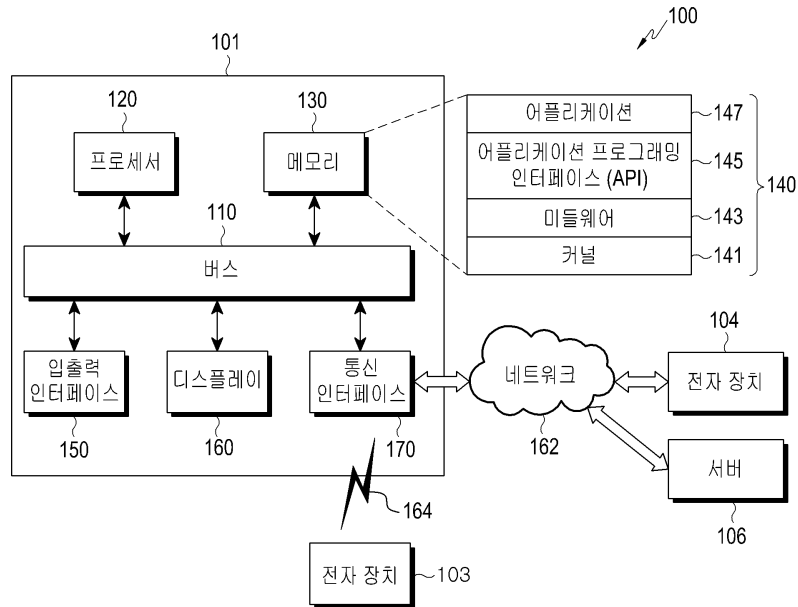 100
101
120
프로세서
130
메모리
어플리케이션
147
어플리케이션 프로그래밍
인터페이스 (API)
145
140
미들웨어
143
커널
141
110
버스
입출력
인터페이스
150
디스플레이
160
통신
인터페이스
170
네트워크
162
104
전자 장치
서버
106
164
전자 장치
103